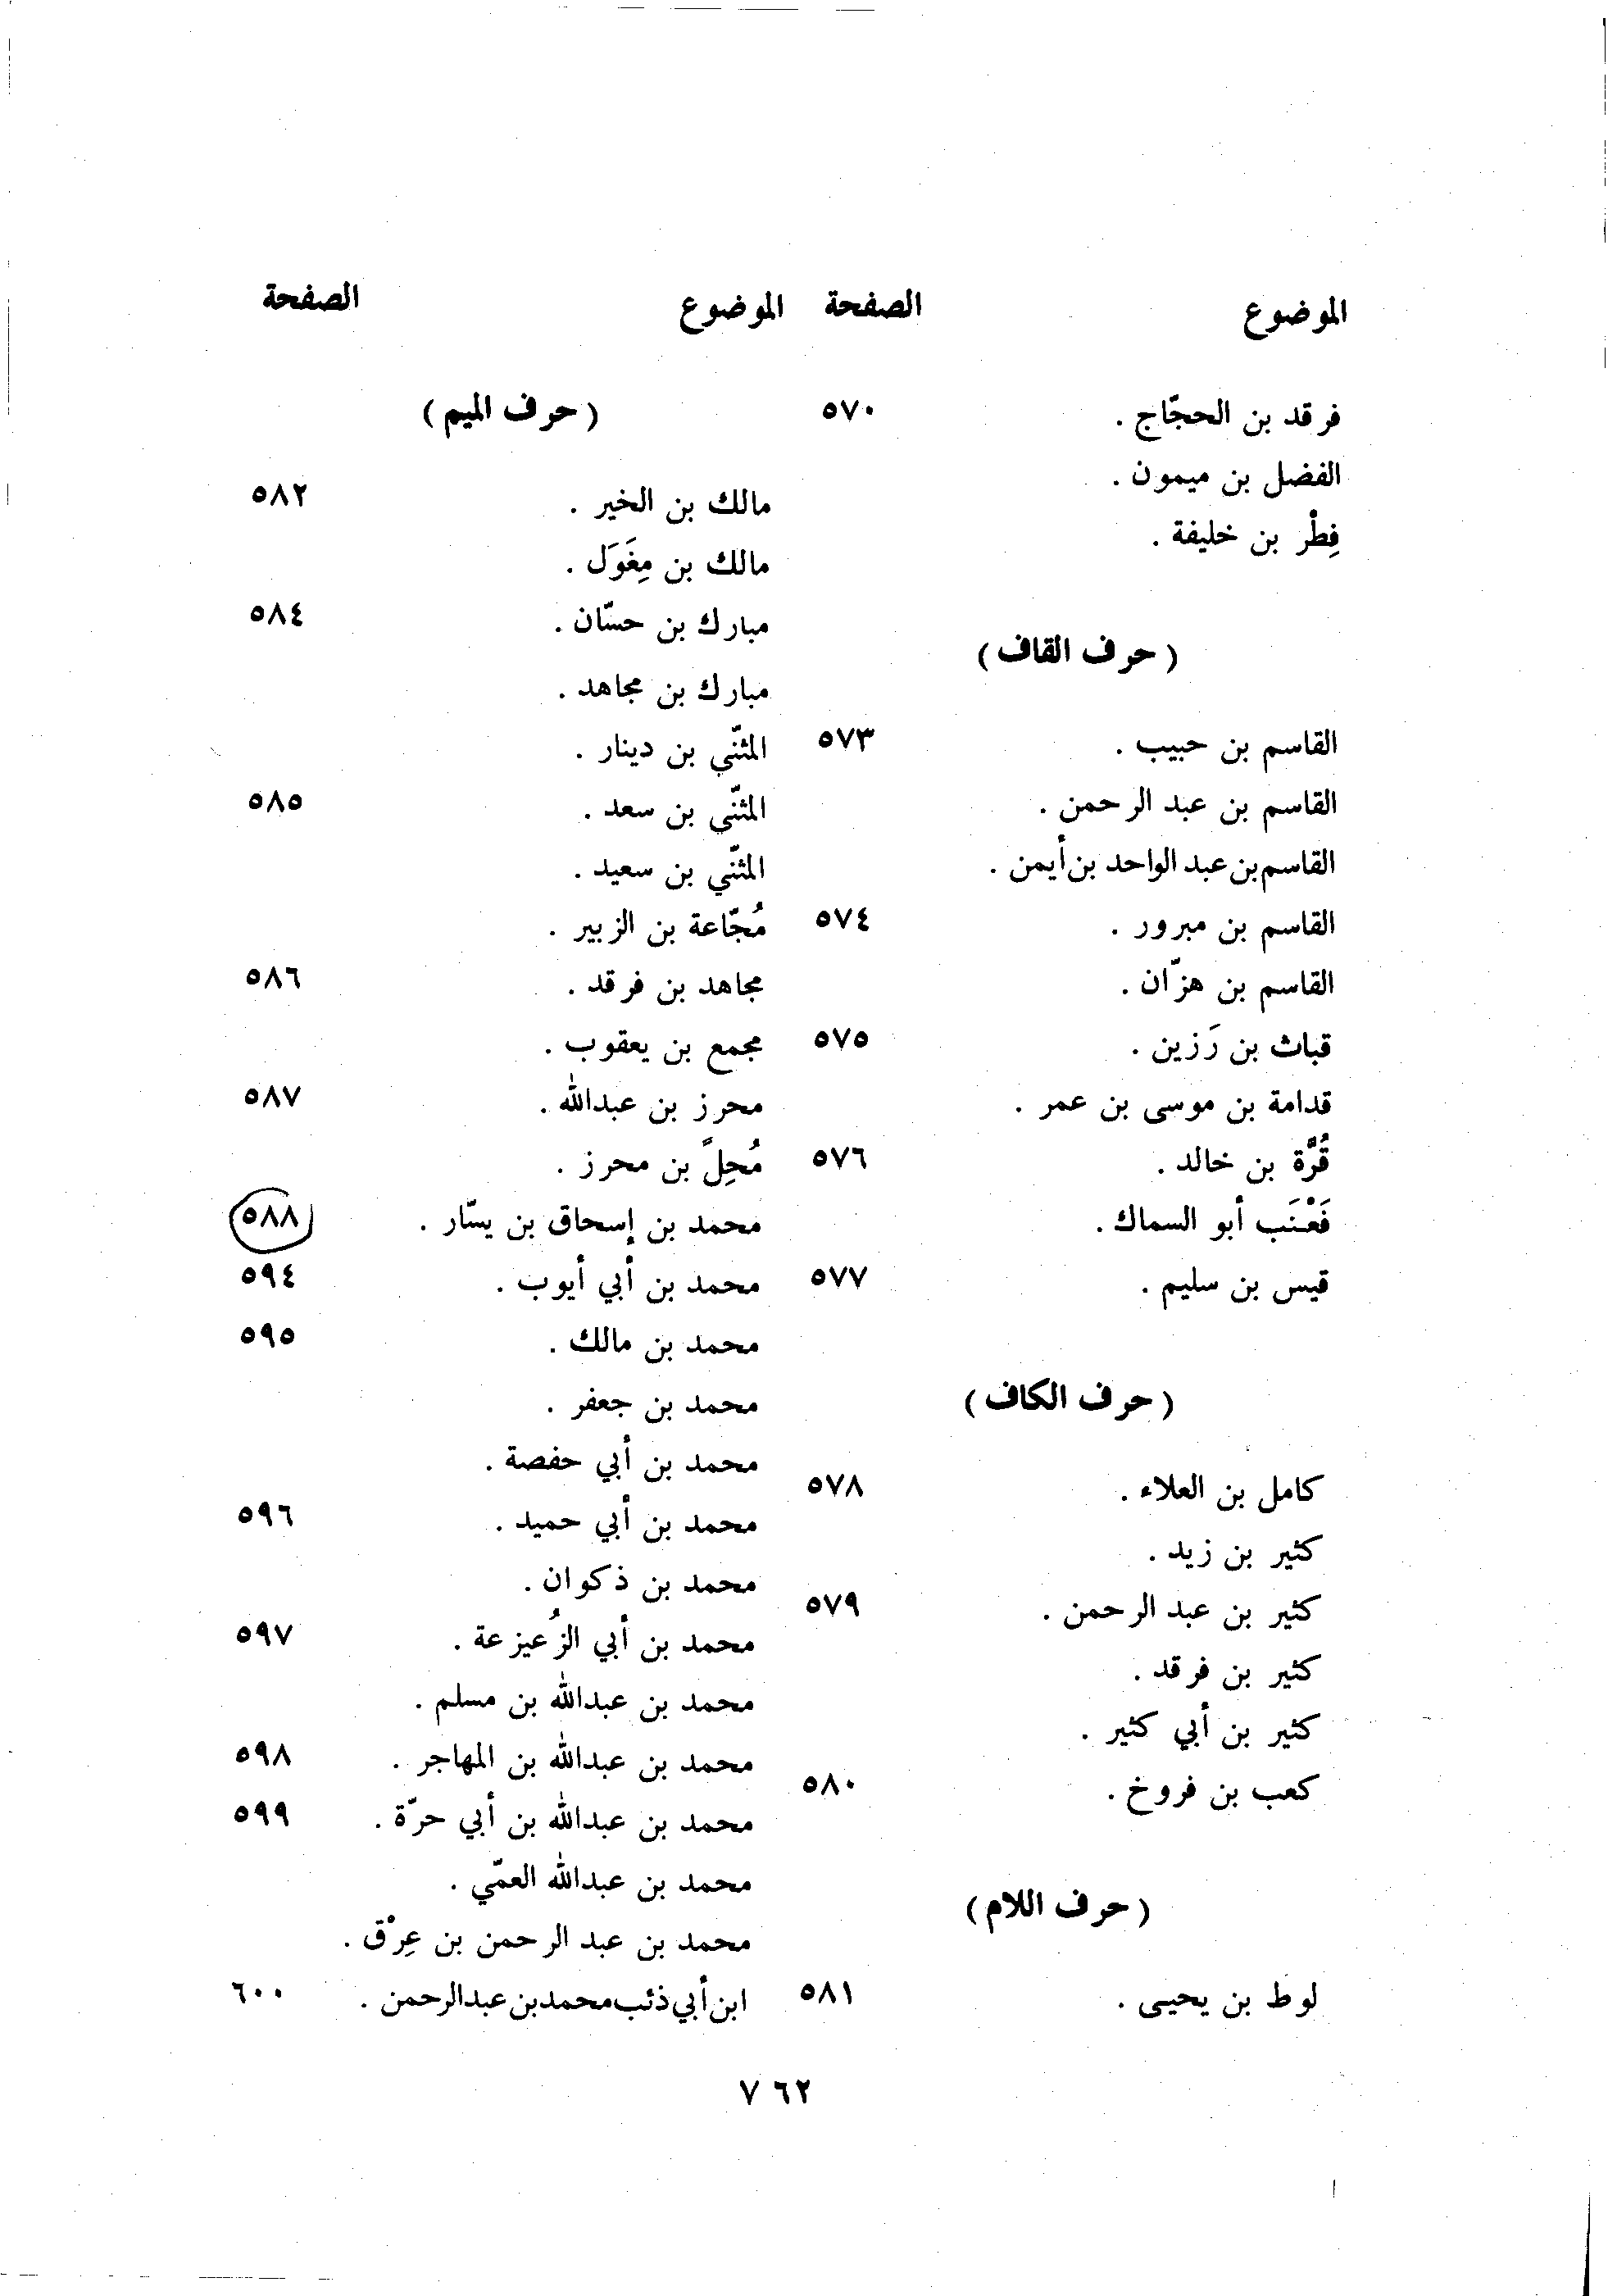 الموضوع الصفحة
فرقد بن الحجّاج . ٥٧٠
الفضل بن ميمون .
فِطْر بن خليفة .
( حرف القاف )
القاسم بن حبيب . ٥٧٣
القاسم بن عبد الرحمن .
القاسم بن عبد الواحد بن أيمن .
القاسم بن مبرور . ٥٧٤
القاسم بن هزّان .
قباث بن رَزين . ٥٧٥
قدامة بن موسى بن عمر .
قُرَّة بن خالد . ٥٧٦
قَعْنَب أبو السماك .
قيس بن سليم . ٥٧٧
( حرف الكاف )
كامل بن العلاء . ٥٧٨
كثير بن زيد .
كثير بن عبد الرحمن . ٥٧٩
كثير بن فرقد .
كثير بن أبي كثير .
كعب بن فروخ . ٥٨٠
( حرف اللام )
لوط بن يحيى . ٥٨١
الموضوع الصفحة
( حرف الميم )
مالك بن الخير . ٥٨٢
مالك بن مِغَوَل .
مبارك بن حسّان . ٥٨٤
مبارك بن مجاهد .
المثنّي بن دينار .
المثنّي بن سعد . ٥٨٥
المثنّي بن سعيد .
مُجّاعة بن الزبير .
مجاهد بن فرقد . ٥٨٦
مجمع بن يعقوب .
محرز بن عبدالله . ٥٨٧
مُحِلّ بن محرز .
محمد بن إسحاق بن يسّار . ٥٨٨
محمد بن أبي أيوب . ٥٩٤
محمد بن مالك . ٥٩٥
محمد بن جعفر .
محمد بن أبي حفصة .
محمد بن أبي حميد . ٥٩٦
محمد بن ذكوان .
محمد بن أبي الزُعيزعة . ٥٩٧
محمد بن عبدالله بن مسلم .
محمد بن عبدالله بن المهاجر . ٥٩٨
محمد بن عبدالله بن أبي حرّة . ٥٩٩
محمد بن عبدالله العمّي .
محمد بن عبد الرحمن بن عِرْق .
ابن أبي ذئب محمد بن عبدالرحمن . ٦٠٠
٧٦٢